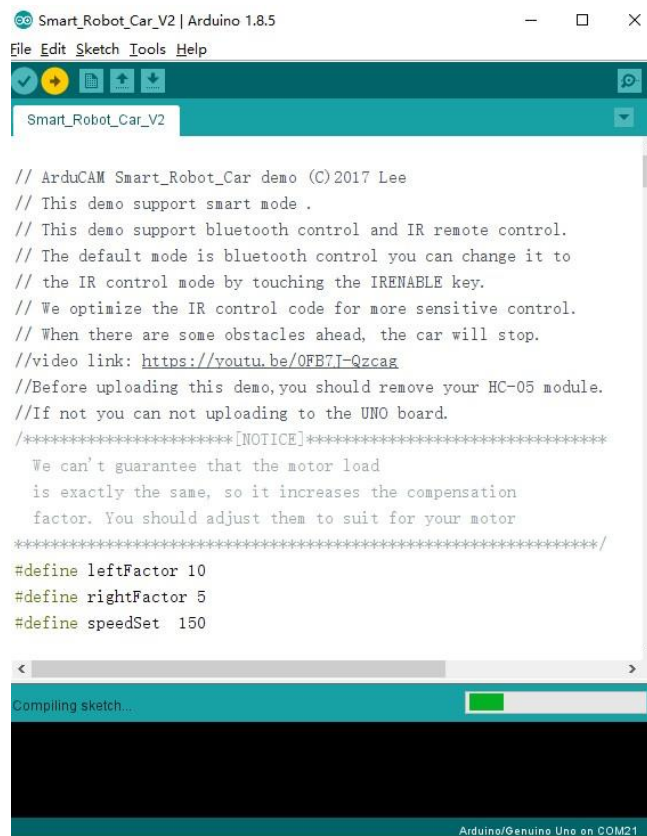 Smart_Robot_Car_V2 | Arduino 1.8.5
File Edit Sketch Tools Help
Smart_Robot_Car_V2
// ArduCAM Smart_Robot_Car demo (C)2017 Lee
// This demo support smart mode .
// This demo support bluetooth control and IR remote control.
// The default mode is bluetooth control you can change it to
// the IR control mode by touching the IRENABLE key.
// We optimize the IR control code for more sensitive control.
// When there are some obstacles ahead, the car will stop.
//video link: https://youtu.be/0FB7J-Qzcag
//Before uploading this demo,you should remove your HC-05 module.
//If not you can not uploading to the UNO board.
/***********************[NOTICE]*********************************
We can't guarantee that the motor load
is exactly the same, so it increases the compensation
factor. You should adjust them to suit for your motor
****************************************************************/
#define leftFactor 10
#define rightFactor 5
#define speedSet  150
Compiling sketch...
Arduino/Genuino Uno on COM21